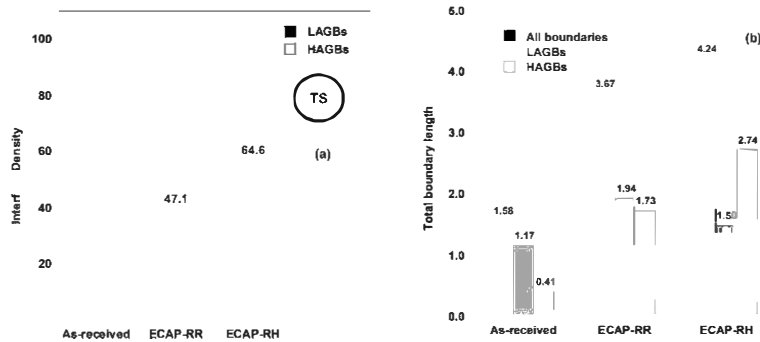 100
80
60
40
20
Interf Density
LAGBs
HAGBs
TS
64.6
(a)
47.1
As-received ECAP-RR ECAP-RH
5.0
4.0
3.0
2.0
1.0
0.0
Total boundary length
All boundaries
LAGBs
HAGBs
(b)
4.24
3.67
2.74
1.94
1.73
1.58
1.17
0.41
As-received ECAP-RR ECAP-RH